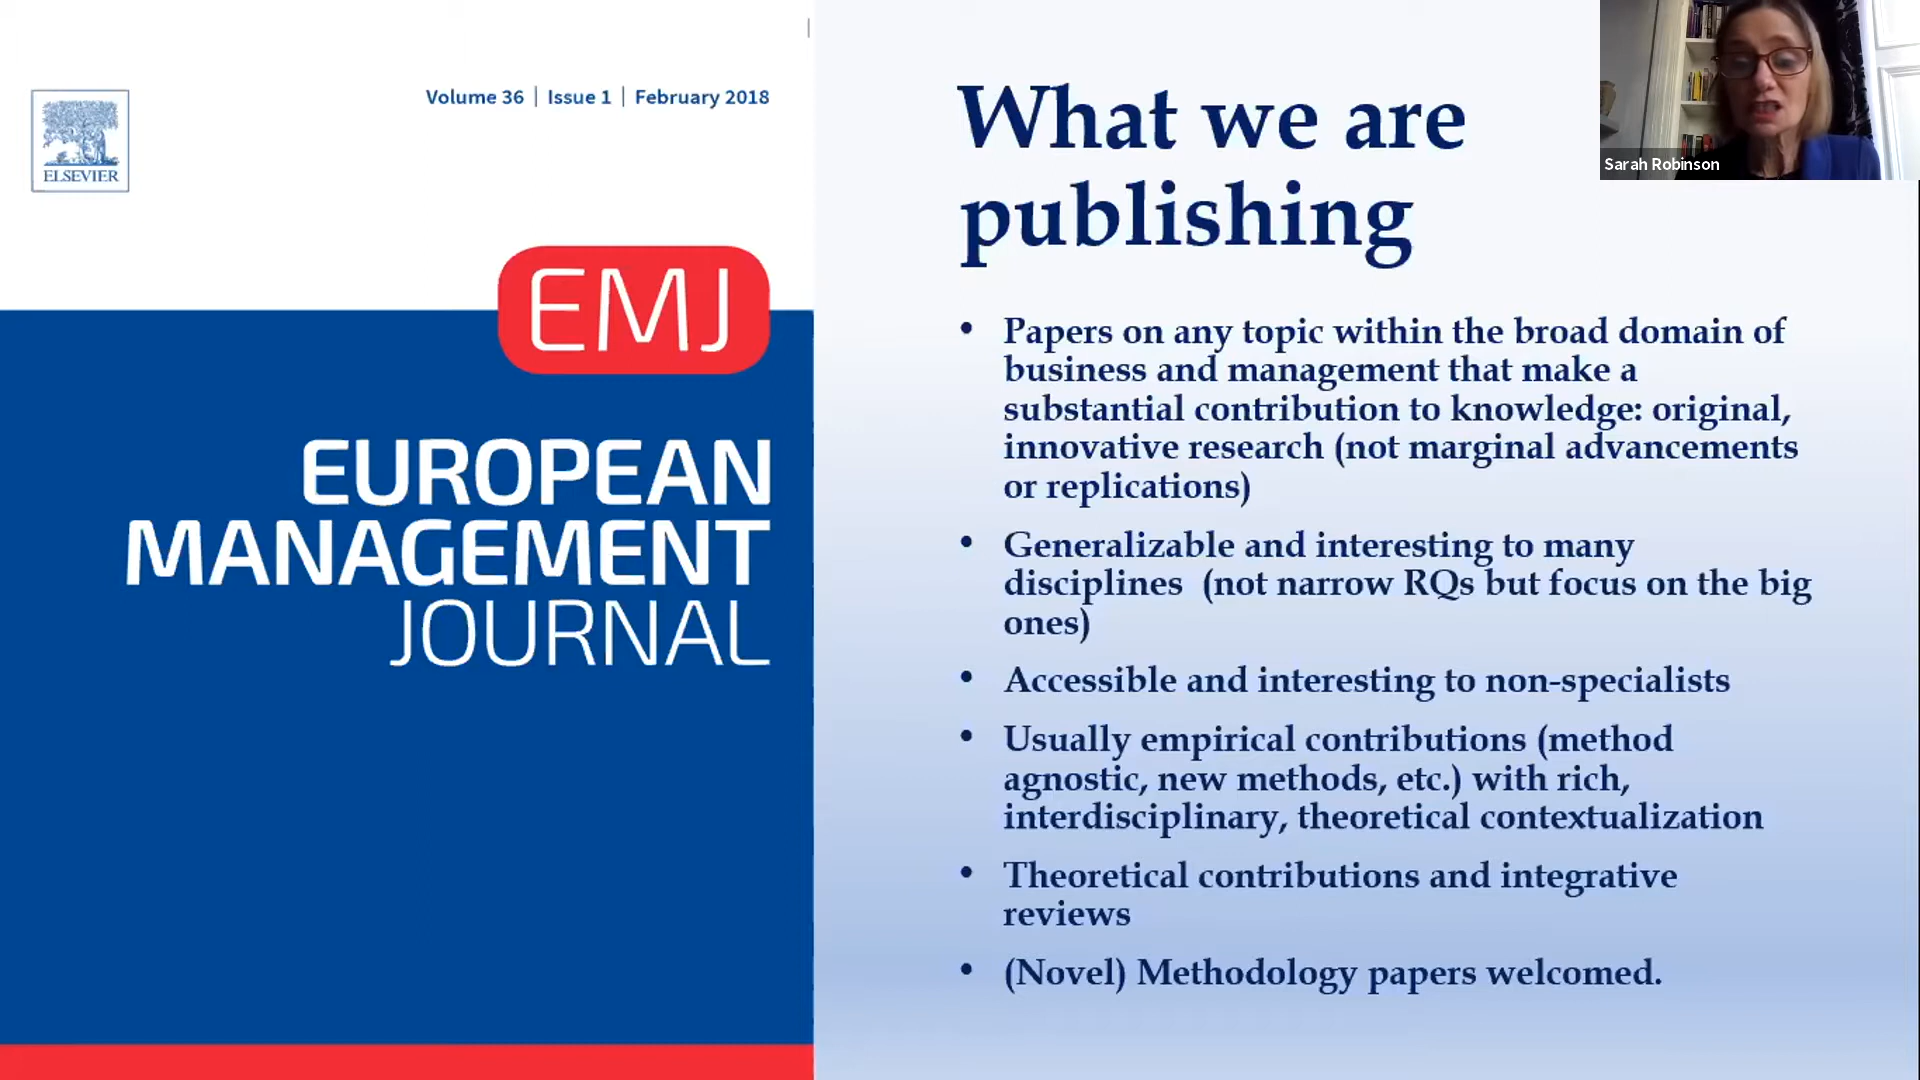 Volume 36 | Issue 1 | February 2018
ELSEVIER
EMJ
EUROPEAN
MANAGEMENT
JOURNAL
What we are
publishing
• Papers on any topic within the broad domain of
business and management that make a
substantial contribution to knowledge: original,
innovative research (not marginal advancements
or replications)
• Generalizable and interesting to many
disciplines (not narrow RQs but focus on the big
ones)
• Accessible and interesting to non-specialists
• Usually empirical contributions (method
agnostic, new methods, etc.) with rich,
interdisciplinary, theoretical contextualization
• Theoretical contributions and integrative
reviews
• (Novel) Methodology papers welcomed.
Sarah Robinson